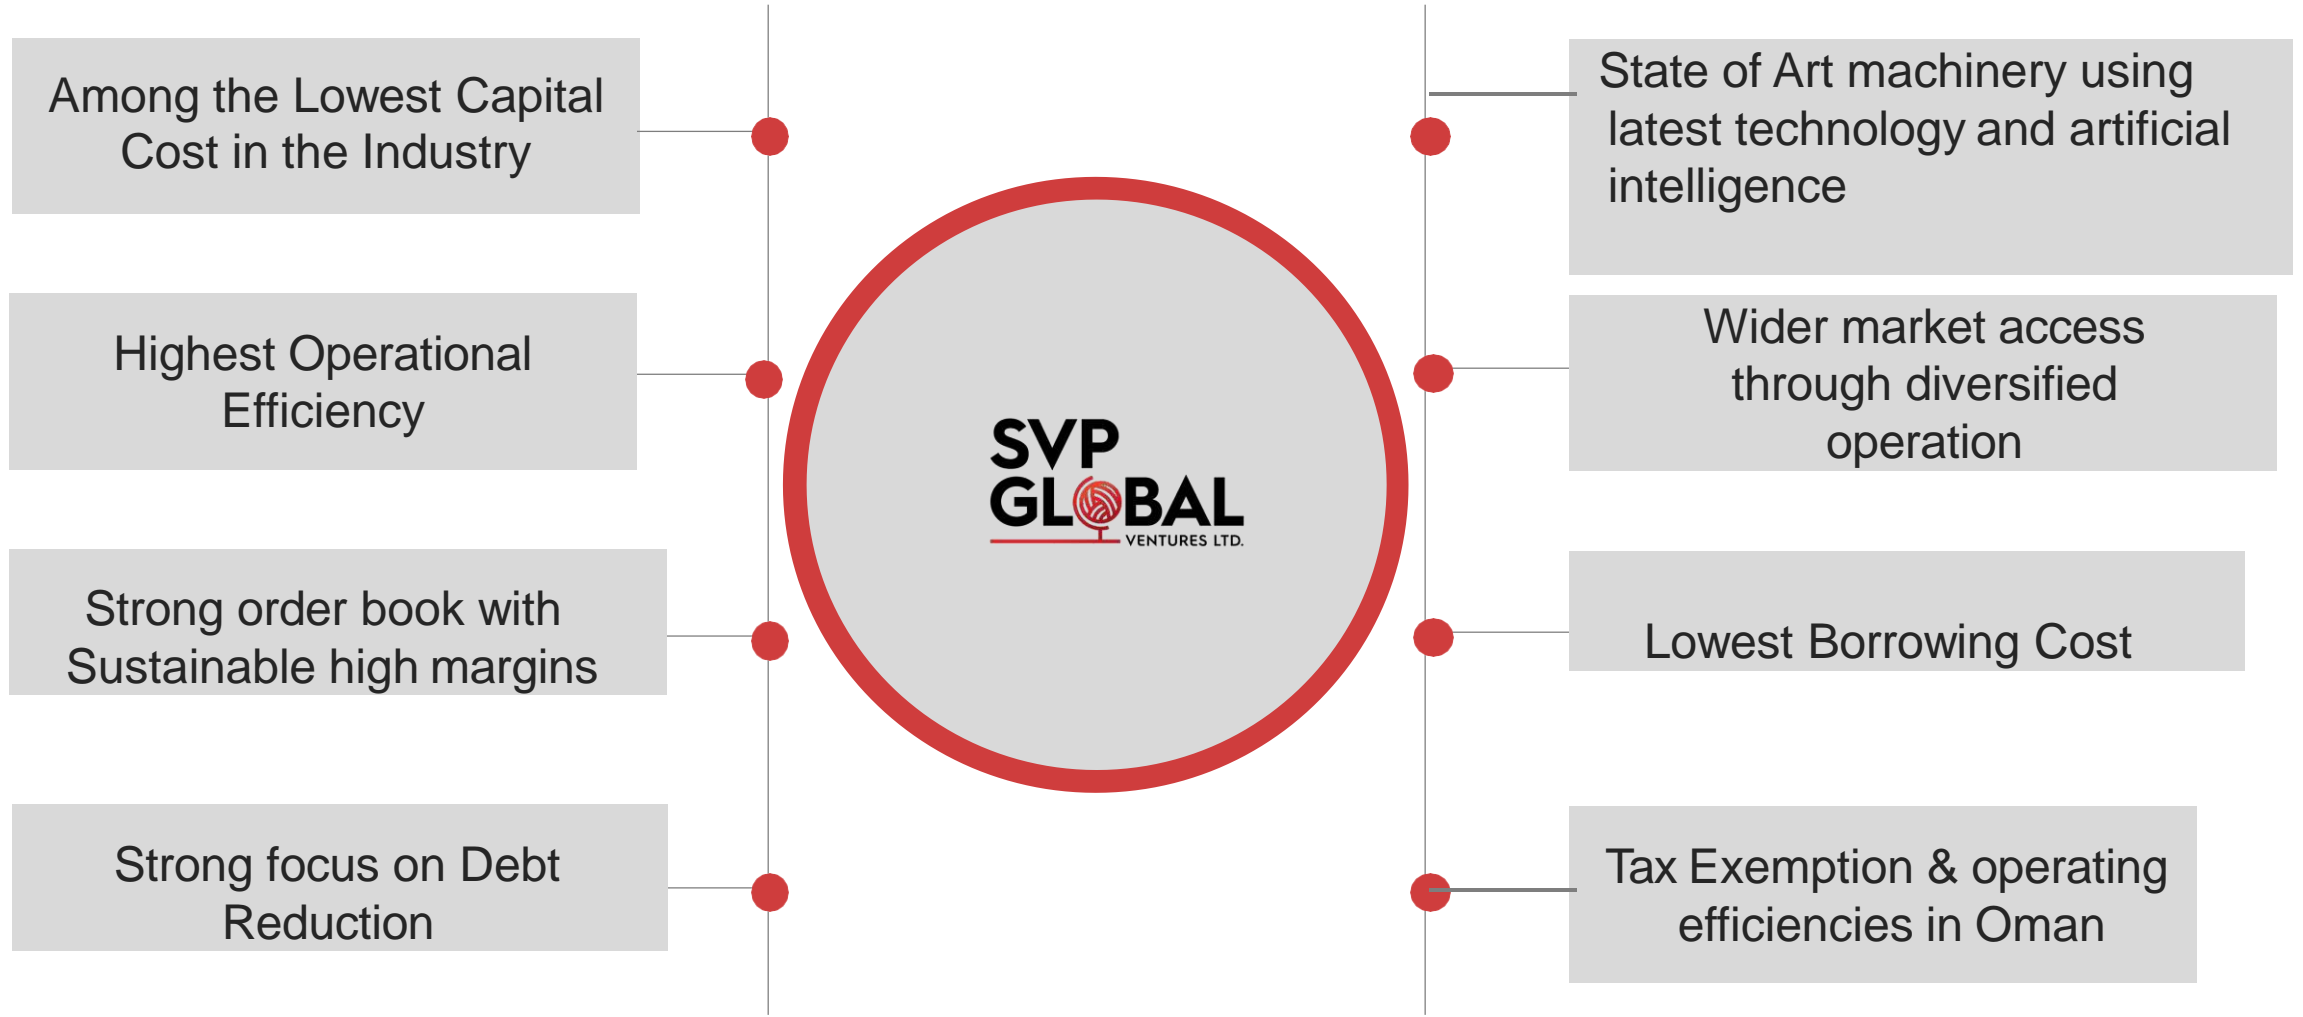 Among the Lowest Capital
Cost in the Industry
Highest Operational
Efficiency
Strong order book with
Sustainable high margins
Strong focus on Debt
Reduction
SVP
GLOBAL
VENTURES LTD.
State of Art machinery using
latest technology and artificial
intelligence
Wider market access
through diversified
operation
Lowest Borrowing Cost
Tax Exemption & operating
efficiencies in Oman